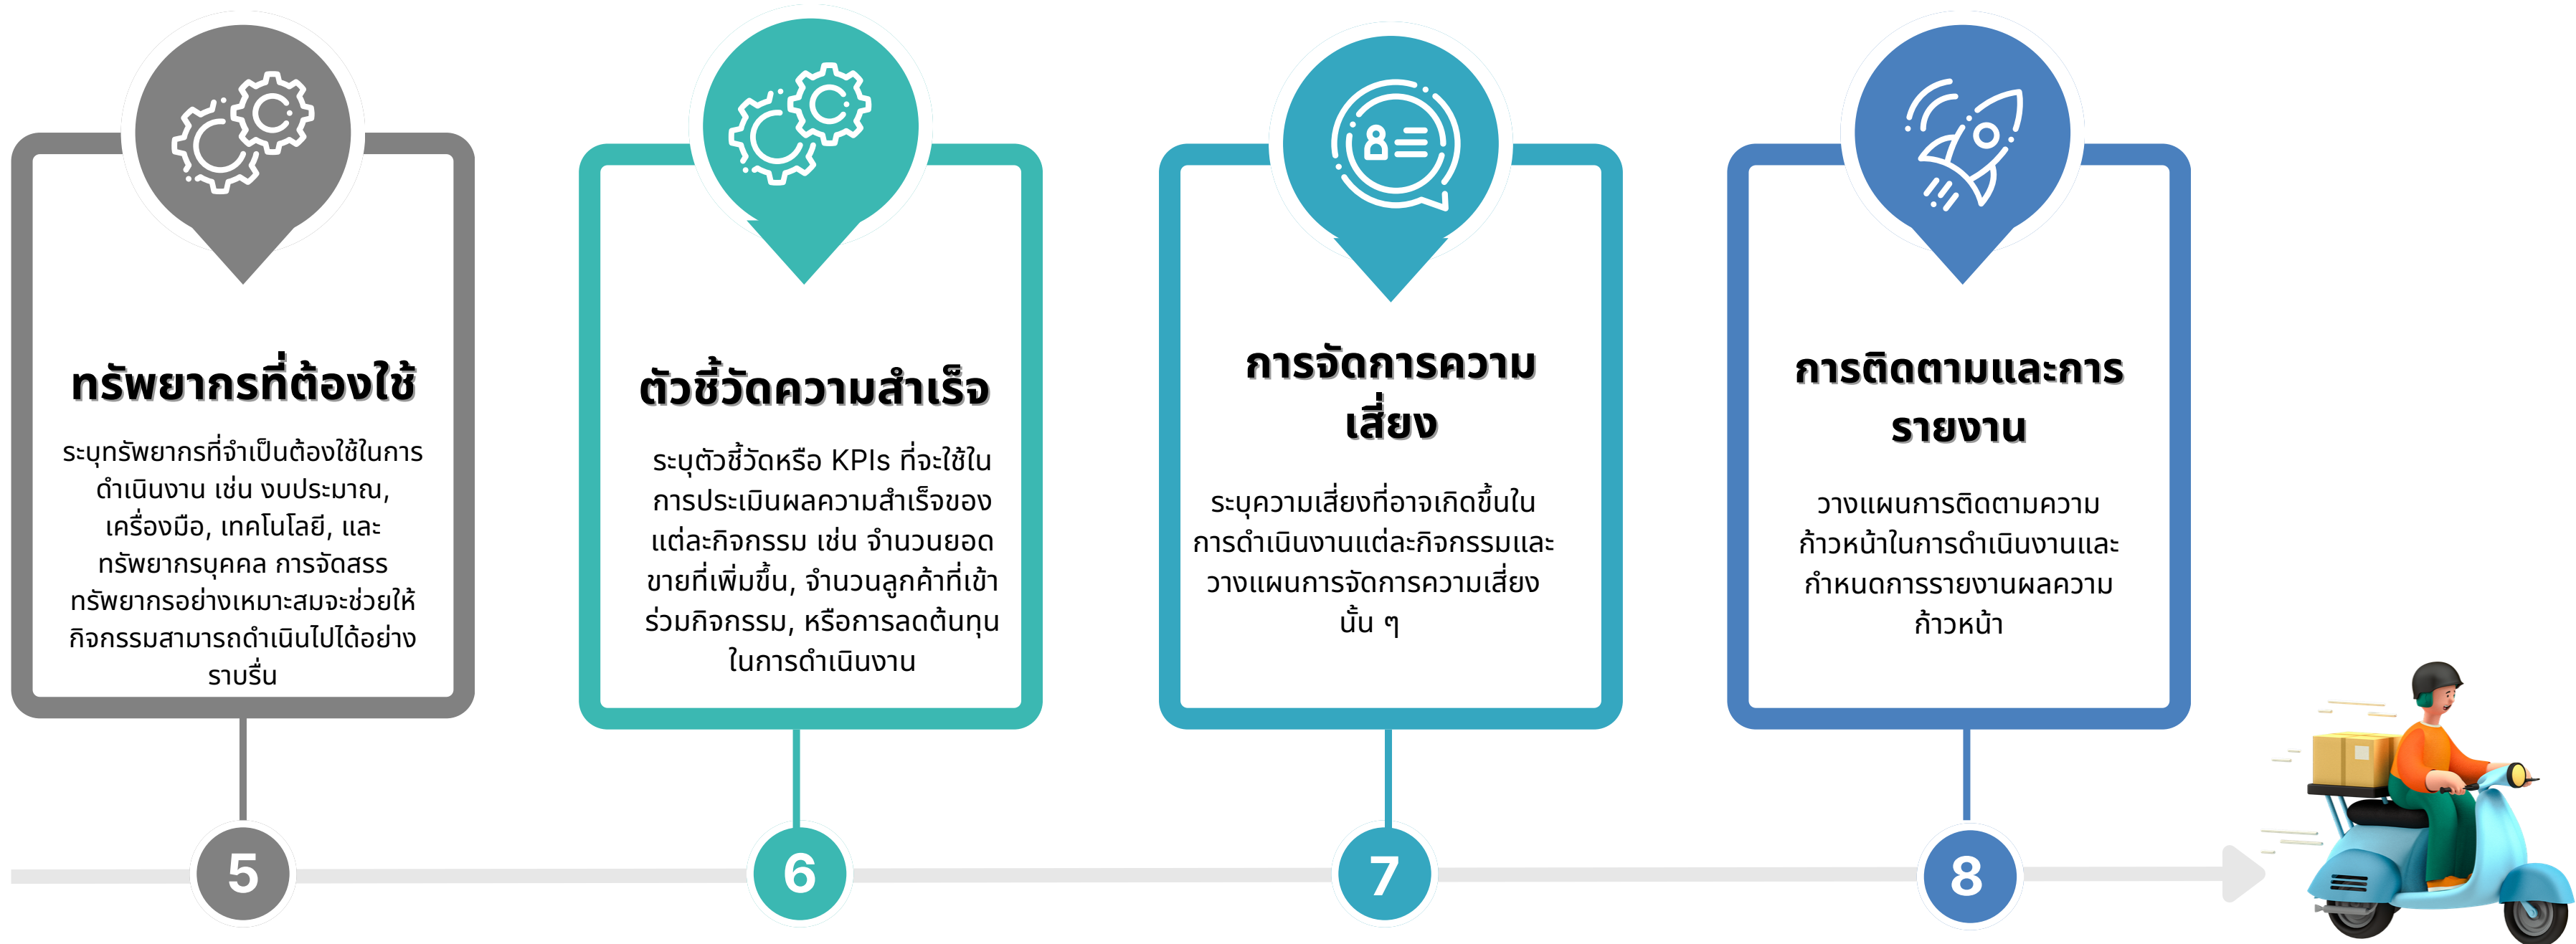 ทรัพยากรที่ต้องใช้
ระบุทรัพยากรที่จำเป็นต้องใช้ในการ
ดำเนินงาน เช่น งบประมาณ,
เครื่องมือ, เทคโนโลยี, และ
ทรัพยากรบุคคล การจัดสรร
ทรัพยากรอย่างเหมาะสมจะช่วยให้
กิจกรรมสามารถดำเนินไปได้อย่าง
ราบรื่น
5
ตัวชี้วัดความสำเร็จ
ระบุตัวชี้วัดหรือ KPIs ที่จะใช้ใน
การประเมินผลความสำเร็จของ
แต่ละกิจกรรม เช่น จำนวนยอด
ขายที่เพิ่มขึ้น, จำนวนลูกค้าที่เข้า
ร่วมกิจกรรม, หรือการลดต้นทุน
ในการดำเนินงาน
6
การจัดการความ
เสี่ยง
ระบุความเสี่ยงที่อาจเกิดขึ้นใน
การดำเนินงานแต่ละกิจกรรมและ
วางแผนการจัดการความเสี่ยง
นั้น ๆ
7
การติดตามและการ
รายงาน
วางแผนการติดตามความ
ก้าวหน้าในการดำเนินงานและ
กำหนดการรายงานผลความ
ก้าวหน้า
8